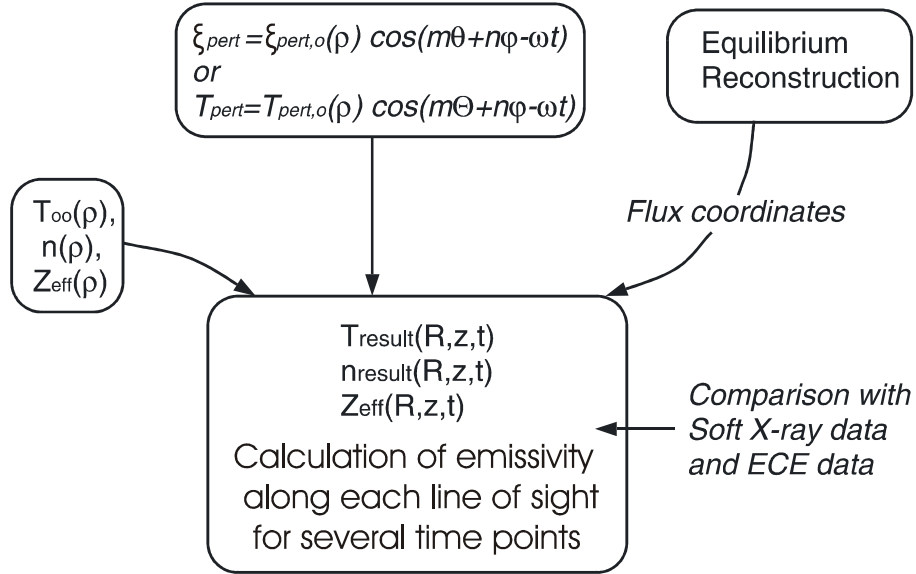 ξpert=ξpert,o(ρ) cos(mθ+nφ-ωt)
or
Tpert=Tpert,o(ρ) cos(mΘ+nφ-ωt)
Equilibrium
Reconstruction
Too(ρ),
n(ρ),
Zeff(ρ)
Flux coordinates
Tresult(R,z,t)
nresult(R,z,t)
Zeff(R,z,t)
Calculation of emissivity
along each line of sight
for several time points
Comparison with
Soft X-ray data
and ECE data